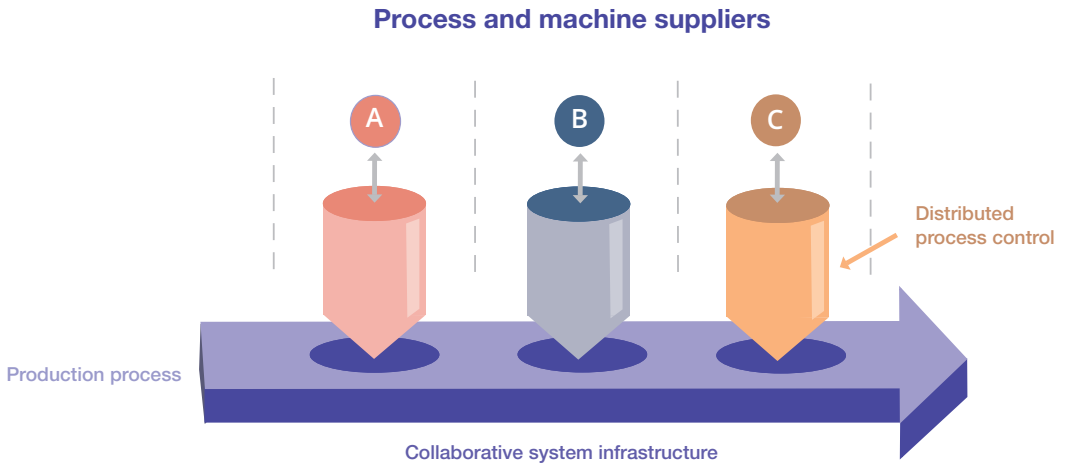 Process and machine suppliers
A
B
C
Distributed
process control
Production process
Collaborative system infrastructure